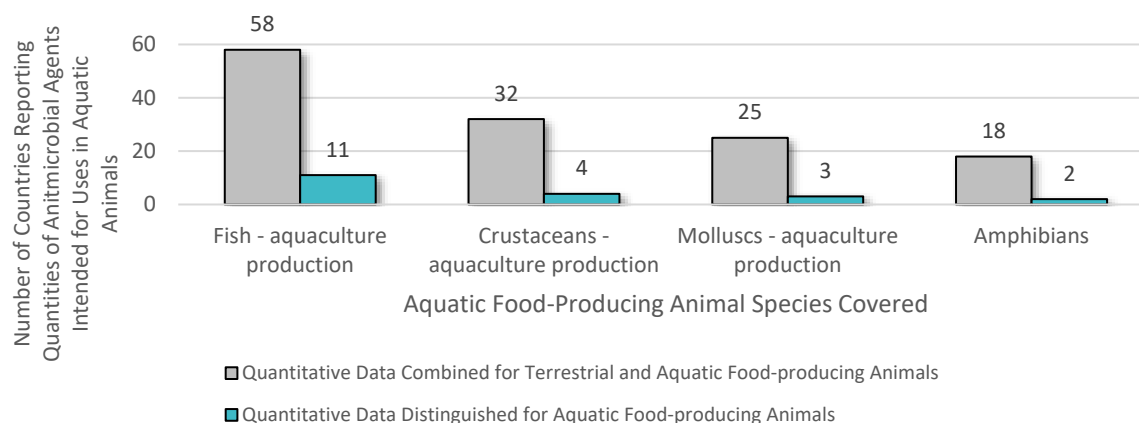 Number of Countries Reporting
Quantities of Anitmicrobial Agents
Intended for Uses in Aquatic
Animals
60
40
20
0
58
11
32
4
25
3
18
2
Fish - aquaculture
production
Crustaceans -
aquaculture production
Molluscs - aquaculture
production
Amphibians
Aquatic Food-Producing Animal Species Covered
Quantitative Data Combined for Terrestrial and Aquatic Food-producing Animals
Quantitative Data Distinguished for Aquatic Food-producing Animals